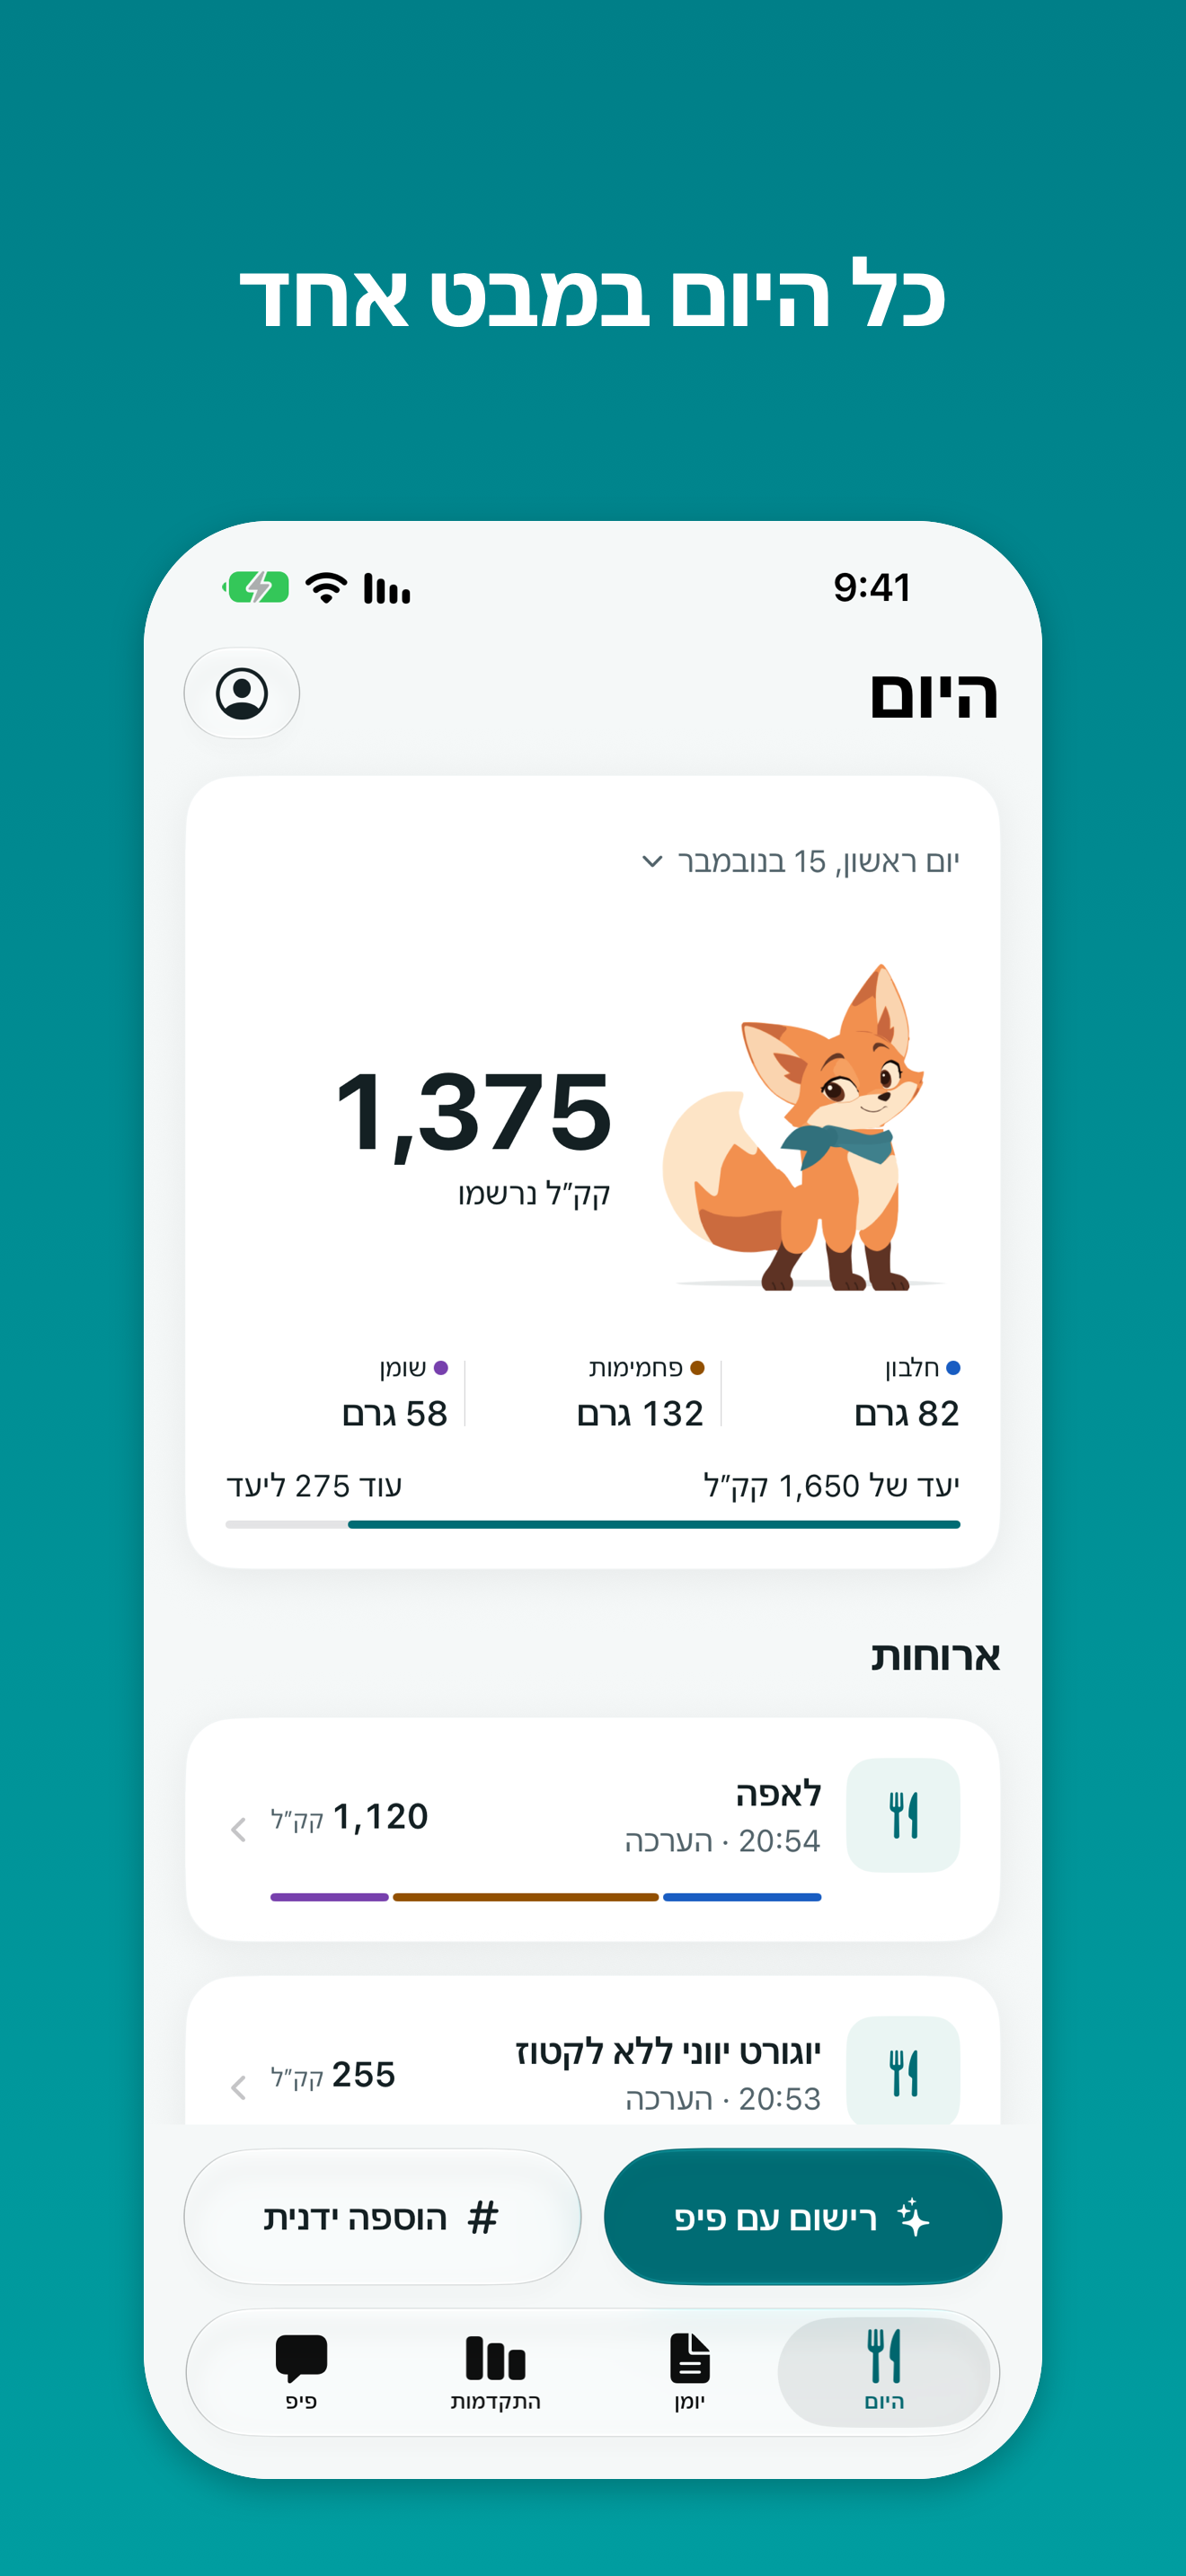 כל היום במבט אחד
9:41
היום
יום ראשון, 15 בנובמבר
1,375
קק״ל נרשמו
חלבון
82 גרם
פחמימות
132 גרם
שומן
58 גרם
יעד של 1,650 קק״ל
עוד 275 ליעד
ארוחות
לאפה
20:54 · הערכה
1,120 קק״ל
יוגורט יווני ללא לקטוז
20:53 · הערכה
255 קק״ל
רישום עם פיפ
# הוספה ידנית
היום
יומן
התקדמות
פיפ